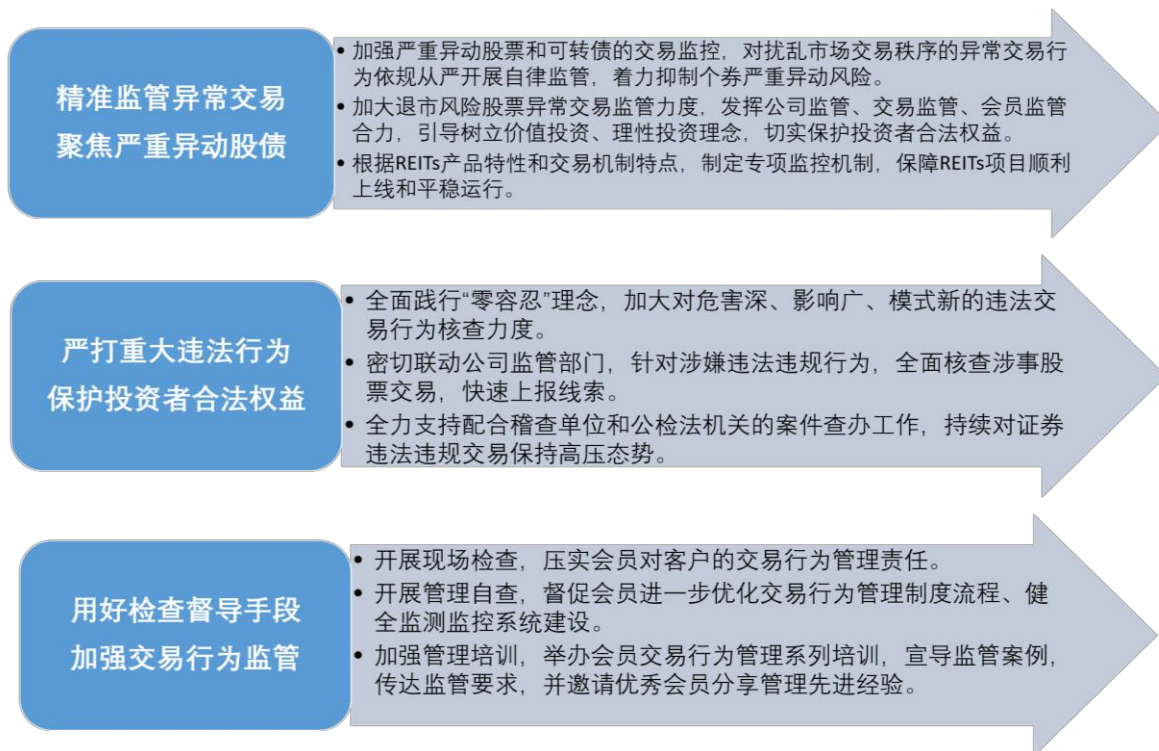 精准监管异常交易
聚焦严重异动股债
• 加强严重异动股票和可转债的交易监控，对扰乱市场交易秩序的异常交易行
为依规从严开展自律监管，着力抑制个券严重异动风险。
• 加大退市风险股票异常交易监管力度，发挥公司监管、交易监管、会员监管
合力，引导树立价值投资、理性投资理念，切实保护投资者合法权益。
• 根据REITs产品特性和交易机制特点，制定专项监控机制，保障REITs项目顺利
上线和平稳运行。
严打重大违法行为
保护投资者合法权益
• 全面践行“零容忍”理念，加大对危害深、影响广、模式新的违法交
易行为核查力度。
• 密切联动公司监管部门，针对涉嫌违法违规行为，全面核查涉事股
票交易，快速上报线索。
• 全力支持配合稽查单位和公检法机关的案件查办工作，持续对证券
违法违规交易保持高压态势。
用好检查督导手段
加强交易行为监管
• 开展现场检查，压实会员对客户的交易行为管理责任。
• 开展管理自查，督促会员进一步优化交易行为管理制度流程、健
全监测监控系统建设。
• 加强管理培训，举办会员交易行为管理系列培训，宣导监管案例，
传达监管要求，并邀请优秀会员分享管理先进经验。